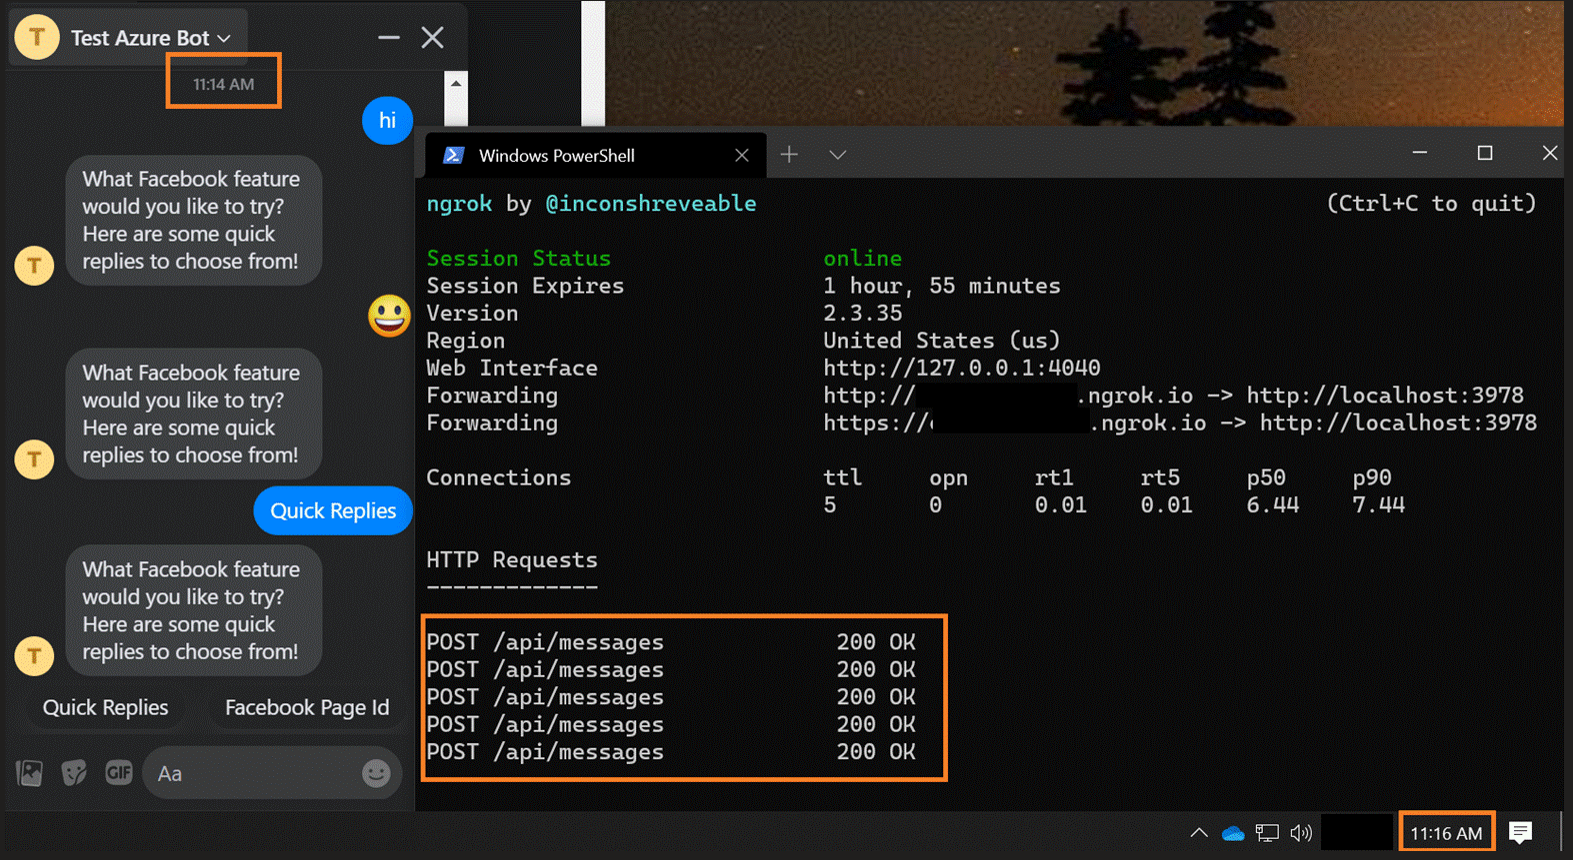 T Test Azure Bot
11:14 AM
hi
What Facebook feature
would you like to try?
Here are some quick
replies to choose from!
T
What Facebook feature
would you like to try?
Here are some quick
replies to choose from!
T
Quick Replies
What Facebook feature
would you like to try?
Here are some quick
replies to choose from!
T
Quick Replies Facebook Page Id
GIF Aa
Windows PowerShell
ngrok by @inconshreveable (Ctrl+C to quit)
Session Status online
Session Expires 1 hour, 55 minutes
Version 2.3.35
Region United States (us)
Web Interface http://127.0.0.1:4040
Forwarding http:// .ngrok.io -> http://localhost:3978
Forwarding https:// .ngrok.io -> http://localhost:3978
Connections ttl opn rt1 rt5 p50 p90
5 0 0.01 0.01 6.44 7.44
HTTP Requests
-------------
POST /api/messages 200 OK
POST /api/messages 200 OK
POST /api/messages 200 OK
POST /api/messages 200 OK
POST /api/messages 200 OK
11:16 AM